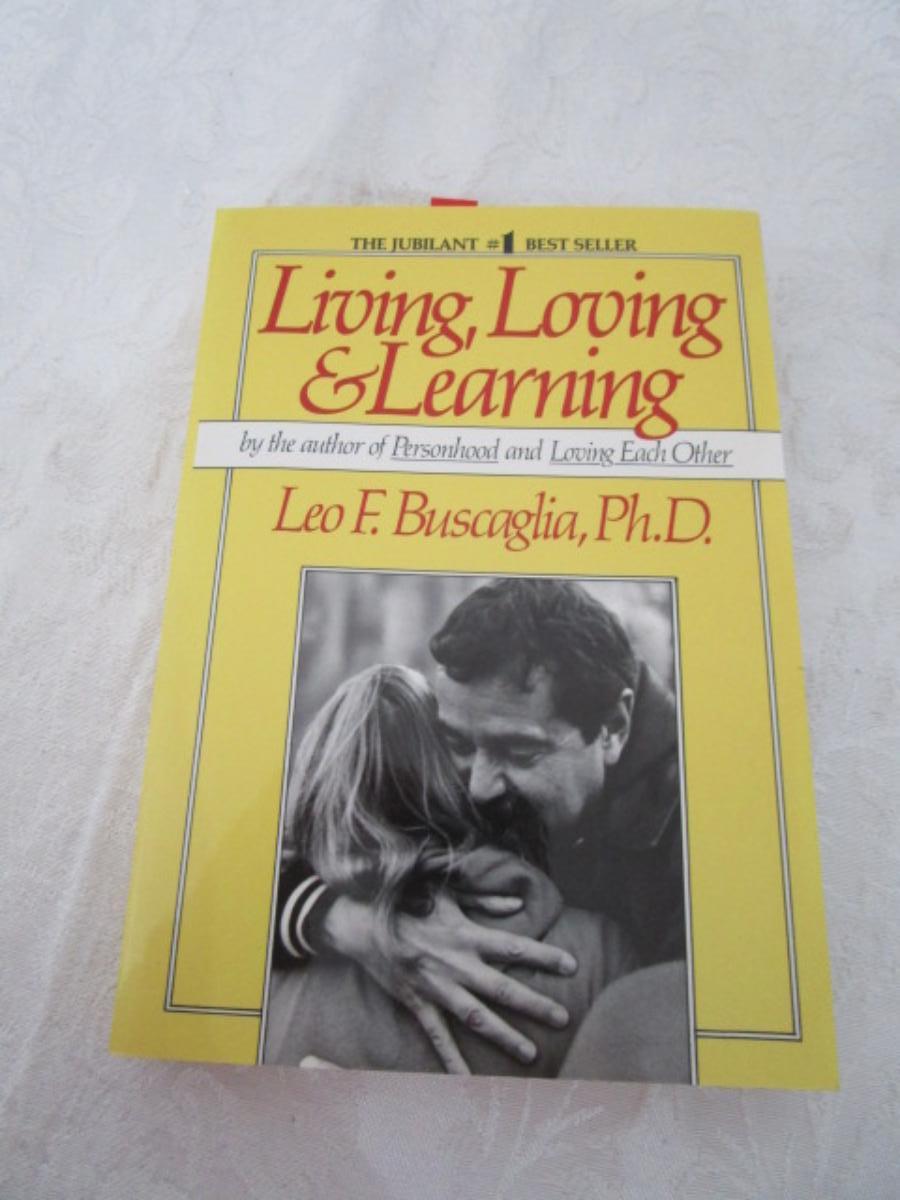 THE JUBILANT #1 BEST SELLER
Living, Loving
& Learning
by the author of Personhood and Loving Each Other
Leo F. Buscaglia, Ph.D.